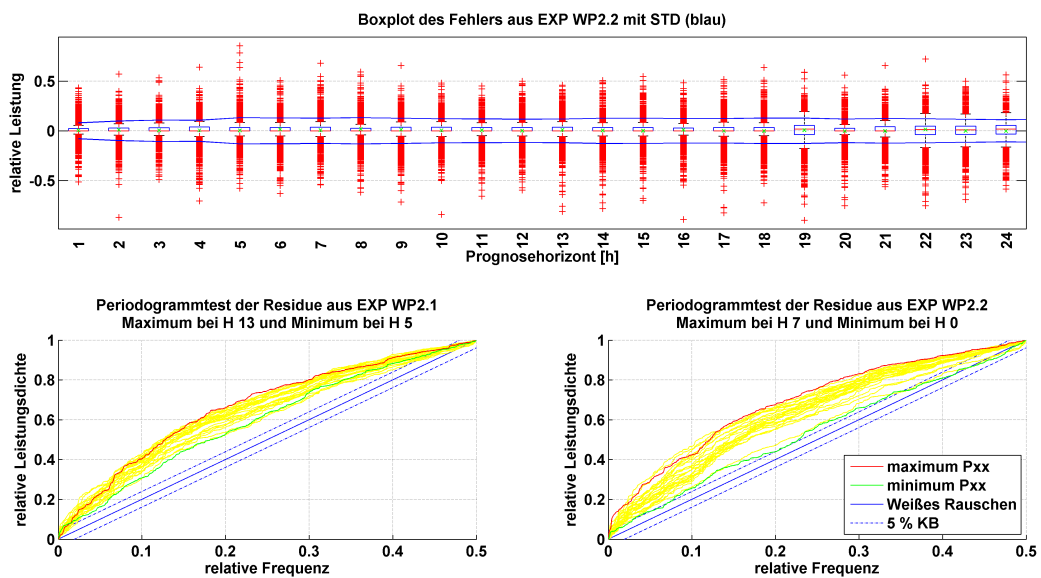 Boxplot des Fehlers aus EXP WP2.2 mit STD (blau)
relative Leistung
0.5
0
-0.5
1 2 3 4 5 6 7 8 9 10 11 12 13 14 15 16 17 18 19 20 21 22 23 24
Prognosehorizont [h]
Periodogrammtest der Residue aus EXP WP2.1
Maximum bei H 13 und Minimum bei H 5
relative Leistungsdichte
1
0.8
0.6
0.4
0.2
0
0 0.1 0.2 0.3 0.4 0.5
relative Frequenz
Periodogrammtest der Residue aus EXP WP2.2
Maximum bei H 7 und Minimum bei H 0
relative Leistungsdichte
1
0.8
0.6
0.4
0.2
0
maximum Pxx
minimum Pxx
Weißes Rauschen
5 % KB
0 0.1 0.2 0.3 0.4 0.5
relative Frequenz